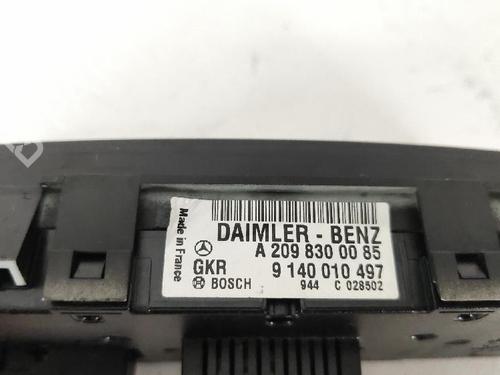 Made in France
DAIMLER - BENZ
A 209 830 00 85
GKR 9 140 010 497
BOSCH 944 C 028502